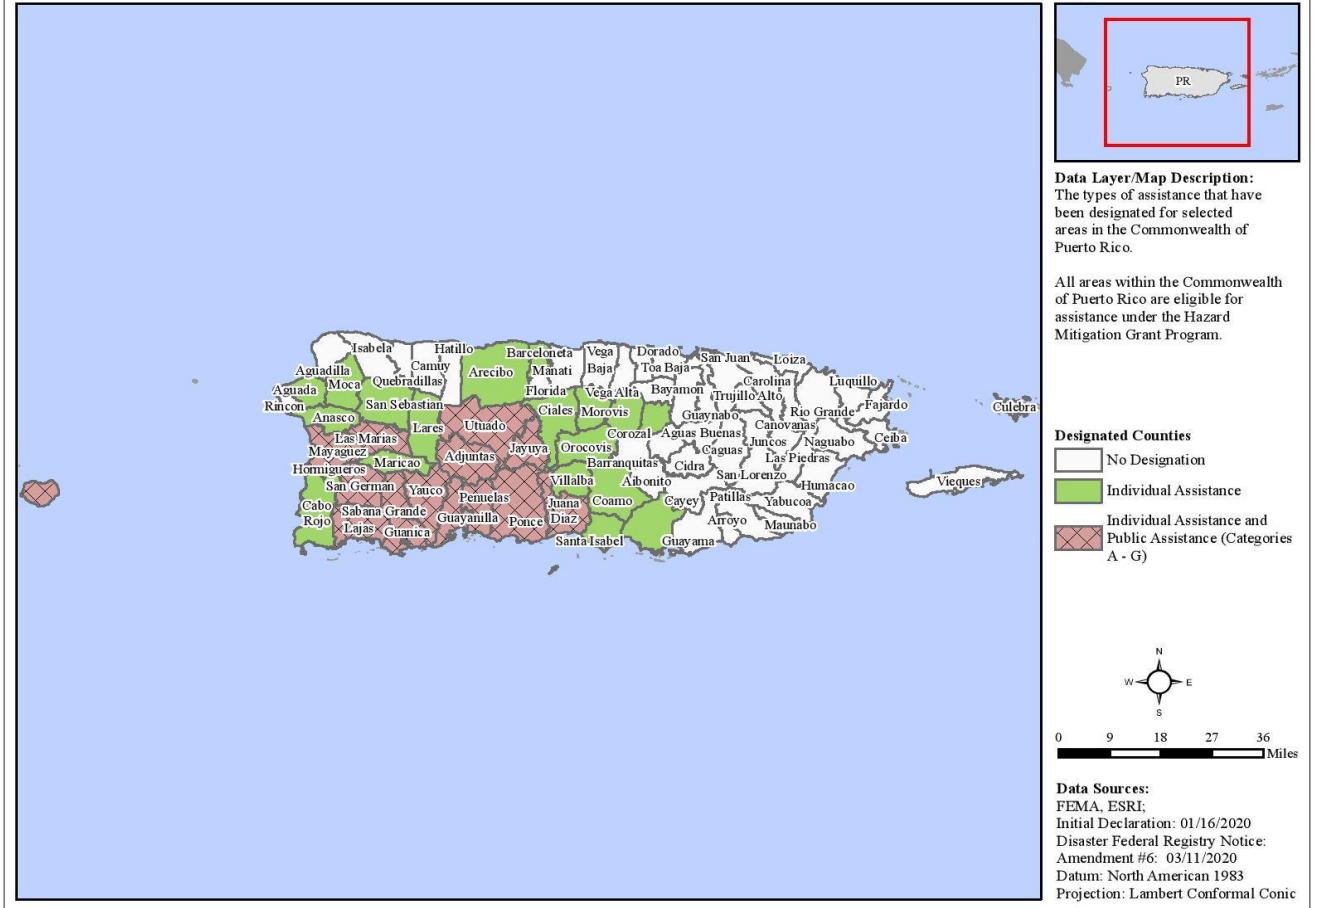 PR
Data Layer/Map Description:
The types of assistance that have
been designated for selected
areas in the Commonwealth of
Puerto Rico.
All areas within the Commonwealth
of Puerto Rico are eligible for
assistance under the Hazard
Mitigation Grant Program.
Designated Counties
No Designation
Individual Assistance
Individual Assistance and
Public Assistance (Categories
A - G)
N
W E
S
0 9 18 27 36
Miles
Data Sources:
FEMA, ESRI;
Initial Declaration: 01/16/2020
Disaster Federal Registry Notice:
Amendment #6: 03/11/2020
Datum: North American 1983
Projection: Lambert Conformal Conic
Isabela
Hatillo
Barceloneta
Vega
Baja
Dorado
San Juan
Loiza
Aguadilla
Camuy
Arecibo
Manati
Toa Baja
Moca
Quebradillas
Carolina
Luquillo
Aguada
Florida
Vega Alta
Bayamon
Trujillo Alto
Rincon
San Sebastian
Ciales
Morovis
Guaynabo
Rio Grande
Fajardo
Culebra
Anasco
Lares
Utuado
Corozal
Aguas Buenas
Canovanas
Las Marias
Juncos
Naguabo
Ceiba
Mayaguez
Adjuntas
Jayuya
Orocovis
Caguas
Las Piedras
Hormigueros
Maricao
Barranquitas
Cidra
San Lorenzo
San German
Yauco
Villalba
Aibonito
Humacao
Vieques
Cabo
Rojo
Sabana Grande
Penuelas
Juana
Diaz
Coamo
Cayey
Patillas
Yabucoa
Lajas
Guanica
Guayanilla
Ponce
Arroyo
Maunabo
Santa Isabel
Guayama